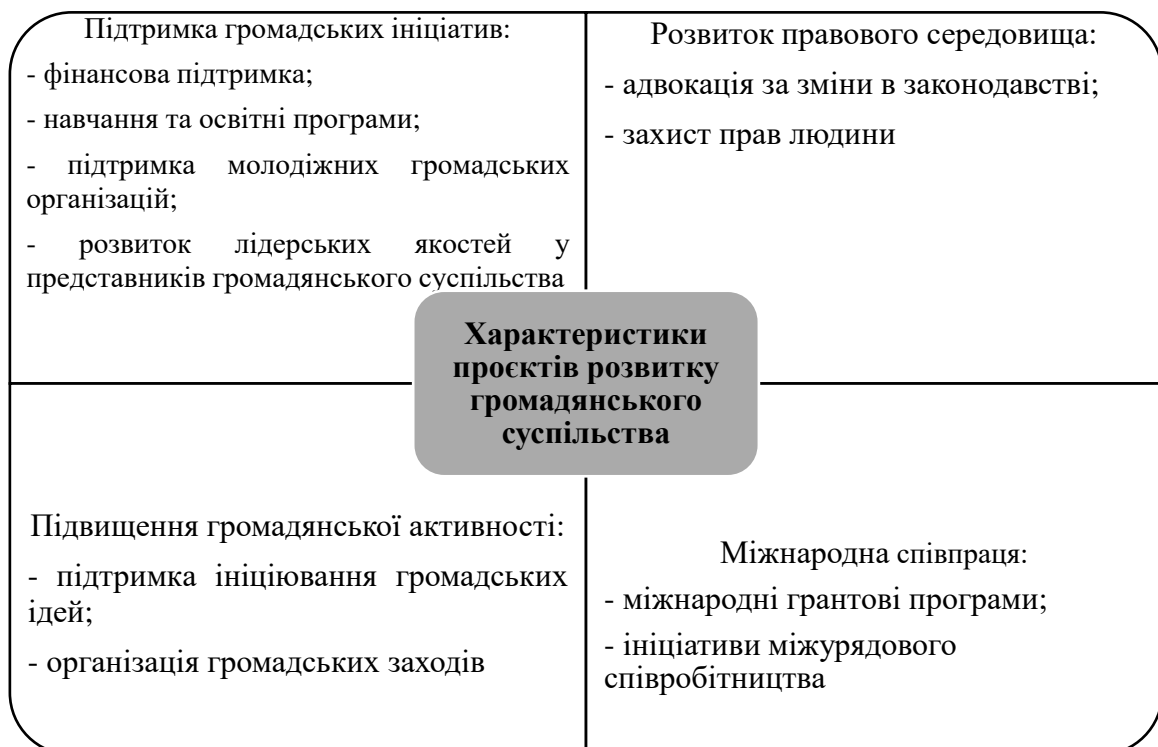 Підтримка громадських ініціатив:
- фінансова підтримка;
- навчання та освітні програми;
- підтримка молодіжних громадських
організацій;
- розвиток лідерських якостей у
представників громадянського суспільства
Розвиток правового середовища:
- адвокація за зміни в законодавстві;
- захист прав людини
Характеристики
проєктів розвитку
громадянського
суспільства
Підвищення громадянської активності:
- підтримка ініціювання громадських
ідей;
- організація громадських заходів
Міжнародна співпраця:
- міжнародні грантові програми;
- ініціативи міжурядового
співробітництва